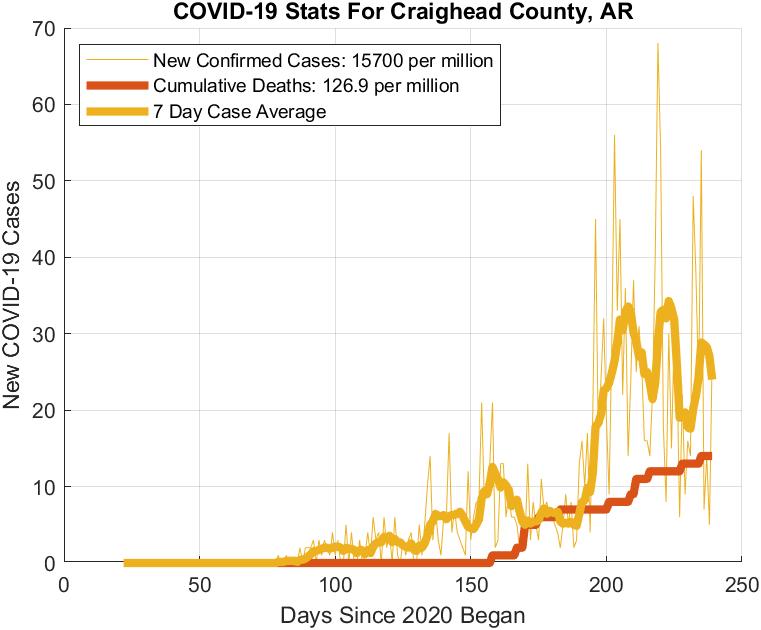 COVID-19 Stats For Craighead County, AR
New Confirmed Cases: 15700 per million
Cumulative Deaths: 126.9 per million
7 Day Case Average
New COVID-19 Cases
70
60
50
40
30
20
10
0
0 50 100 150 200 250
Days Since 2020 Began